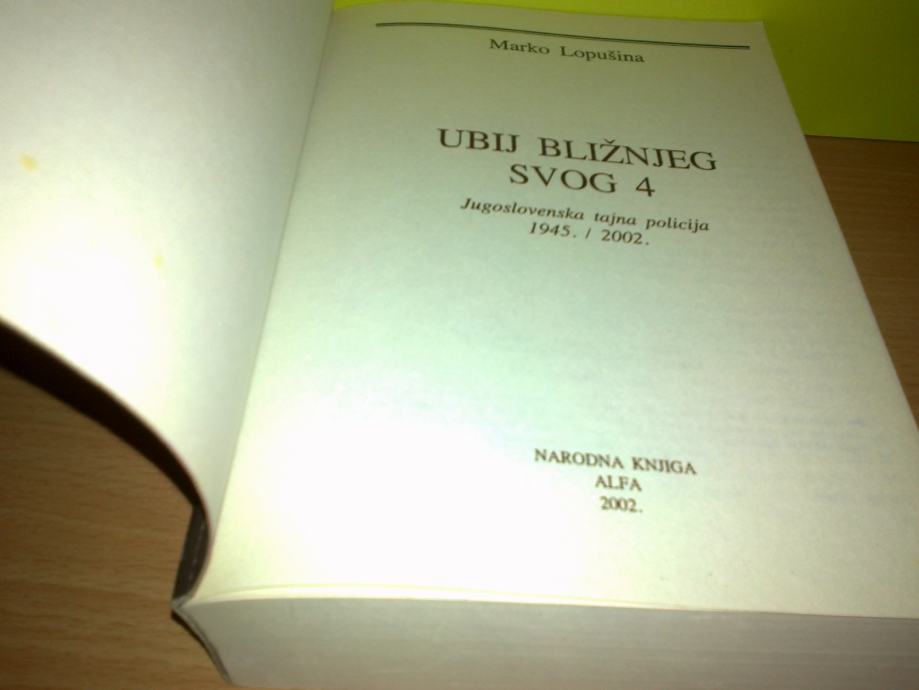 Marko Lopušina
UBIJ BLIŽNJEG
SVOG 4
Jugoslovenska tajna policija
1945. / 2002.
NARODNA KNJIGA
ALFA
2002.